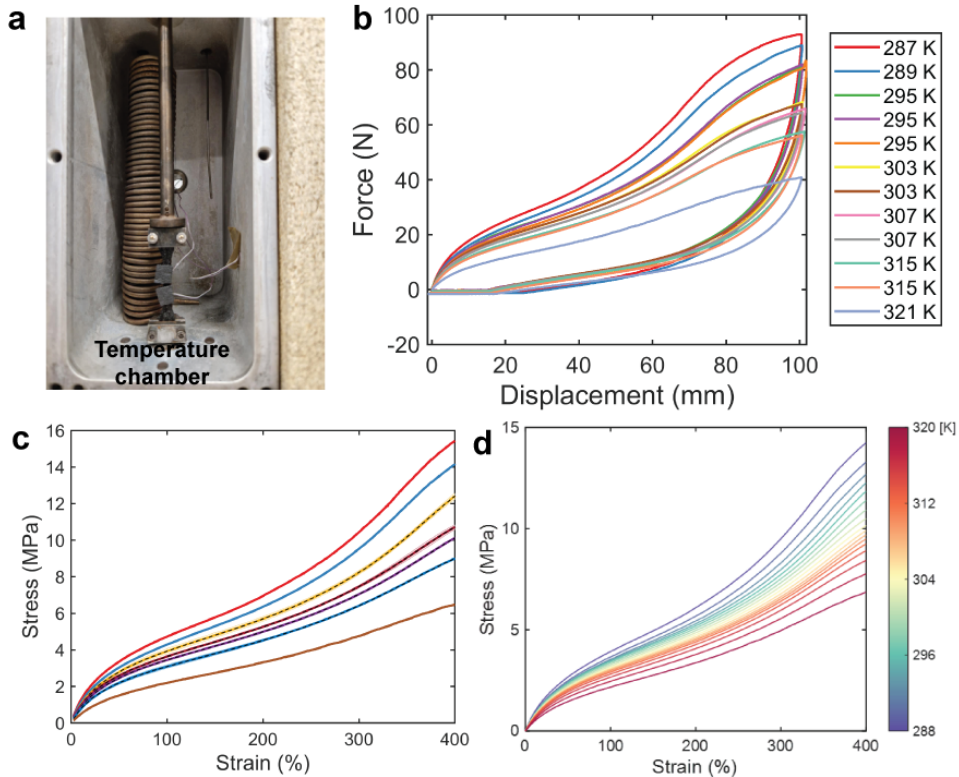 a
Temperature
chamber
b
100
80
60
40
20
0
-20
Force (N)
0
20
40
60
80
100
Displacement (mm)
287 K
289 K
295 K
295 K
295 K
303 K
303 K
307 K
307 K
315 K
315 K
321 K
c
16
14
12
10
8
6
4
2
0
Stress (MPa)
0
100
200
300
400
Strain (%)
d
15
10
5
0
Stress (MPa)
0
100
200
300
400
Strain (%)
320 [K]
312
304
296
288